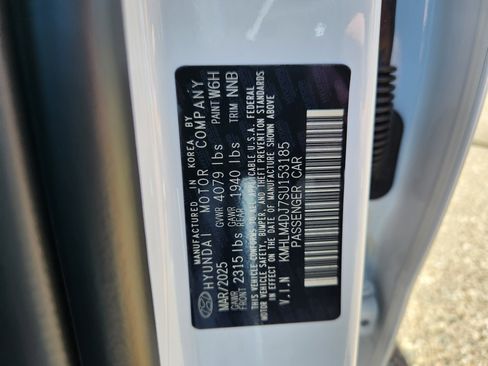 MANUFACTURED IN KOREA BY
HYUNDAI MOTOR COMPANY
MAR/2025 GVWR 4079 lbs PAINT W6H
GAWR FRONT 2315 lbs GAWR REAR 1940 lbs TRIM NNB
THIS VEHICLE CONFORMS TO ALL APPLICABLE U.S.A. FEDERAL
MOTOR VEHICLE SAFETY, BUMPER, AND THEFT PREVENTION STANDARDS
IN EFFECT ON THE DATE OF MANUFACTURE SHOWN ABOVE
V.I.N KMHLM4DJ7SU153185
PASSENGER CAR